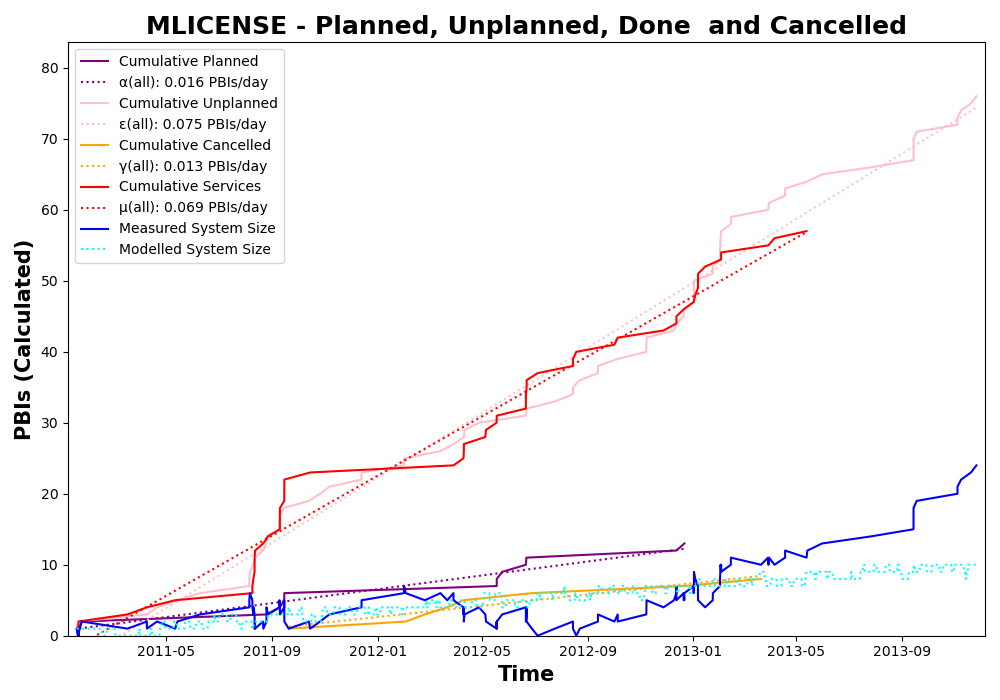 MLICENSE - Planned, Unplanned, Done  and Cancelled
Cumulative Planned
α(all): 0.016 PBIs/day
Cumulative Unplanned
ε(all): 0.075 PBIs/day
Cumulative Cancelled
γ(all): 0.013 PBIs/day
Cumulative Services
μ(all): 0.069 PBIs/day
Measured System Size
Modelled System Size
PBIs (Calculated)
80
70
60
50
40
30
20
10
0
2011-05 2011-09 2012-01 2012-05 2012-09 2013-01 2013-05 2013-09
Time